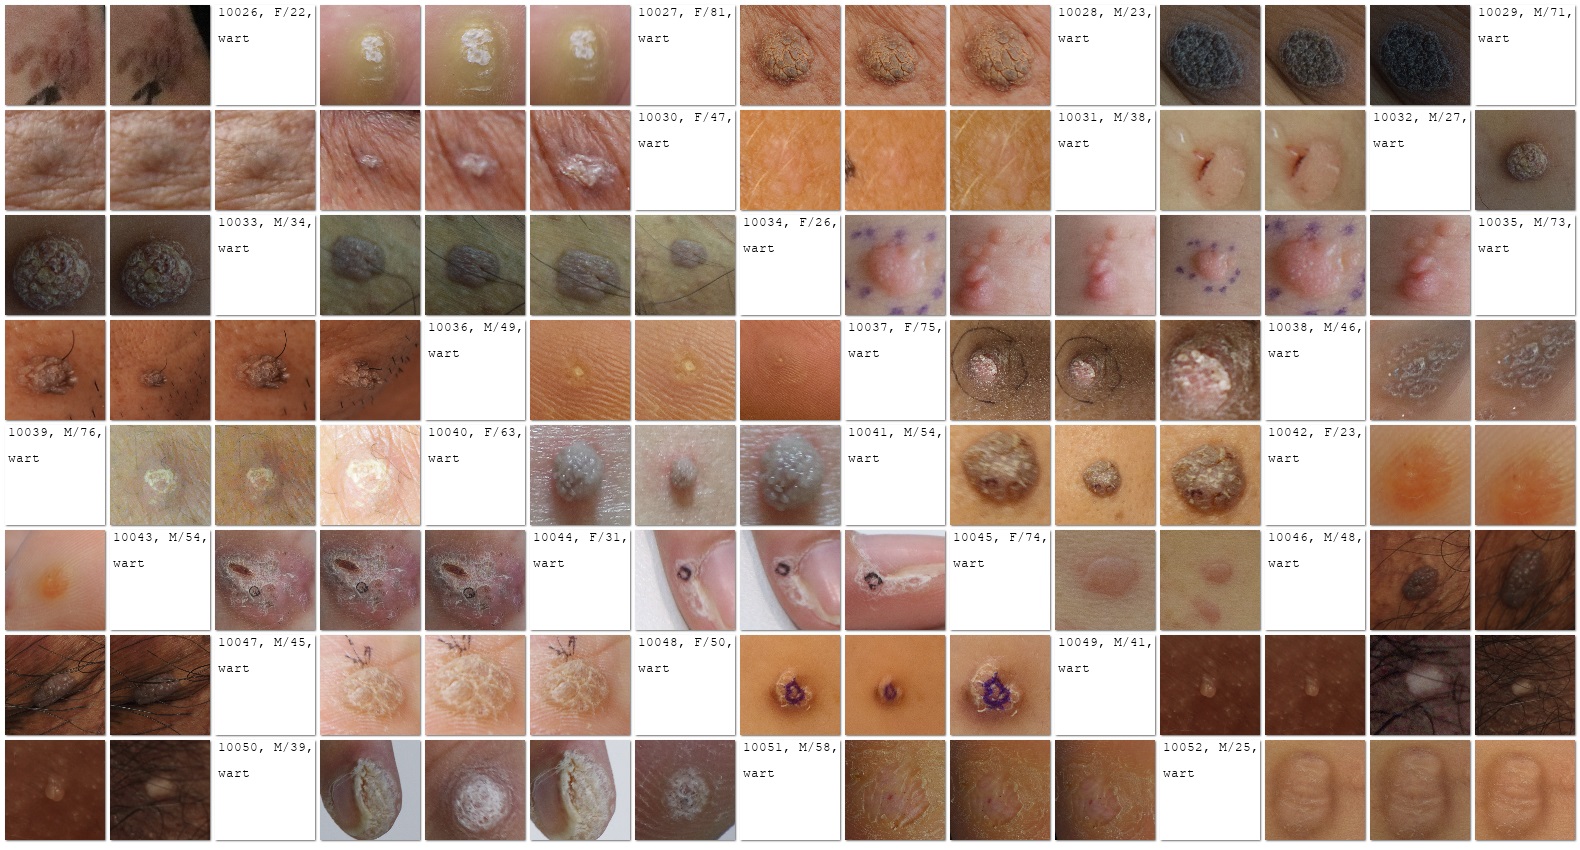 10026, F/22,
wart
10027, F/81,
wart
10028, M/23,
wart
10029, M/71,
wart
10030, F/47,
wart
10031, M/38,
wart
10032, M/27,
wart
10033, M/34,
wart
10034, F/26,
wart
10035, M/73,
wart
10036, M/49,
wart
10037, F/75,
wart
10038, M/46,
wart
10039, M/76,
wart
10040, F/63,
wart
10041, M/54,
wart
10042, F/23,
wart
10043, M/54,
wart
10044, F/31,
wart
10045, F/74,
wart
10046, M/48,
wart
10047, M/45,
wart
10048, F/50,
wart
10049, M/41,
wart
10050, M/39,
wart
10051, M/58,
wart
10052, M/25,
wart